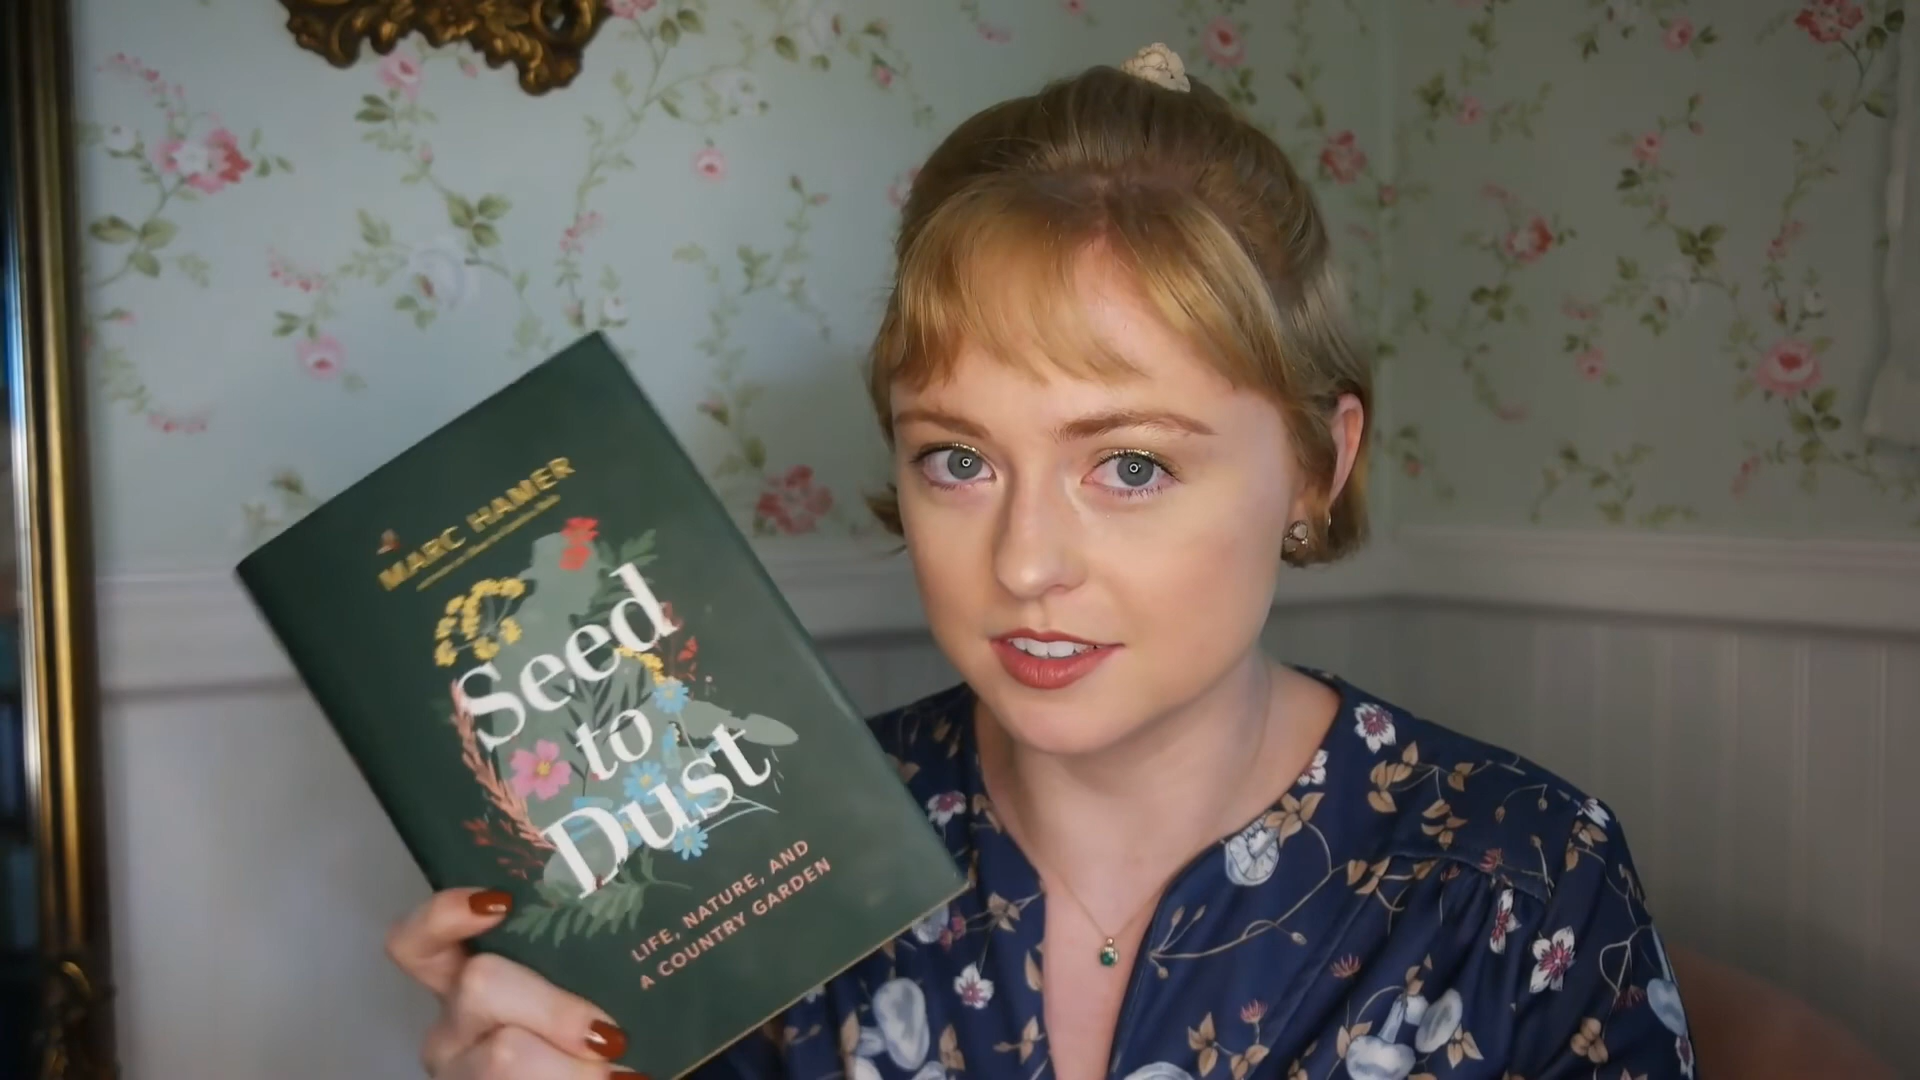 MARC HAMER
Seed
to
Dust
LIFE, NATURE, AND
A COUNTRY GARDEN